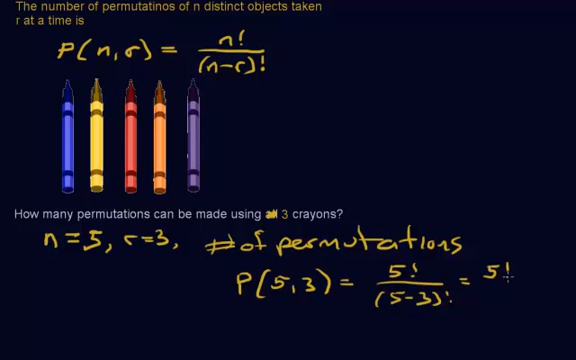 The number of permutatinos of n distinct objects taken
r at a time is
P(n,r) = n!/(n-r)!
How many permutations can be made using all 3 crayons?
n=5, r=3, # of permutations
P(5,3) = 5!/(5-3)! = 5!